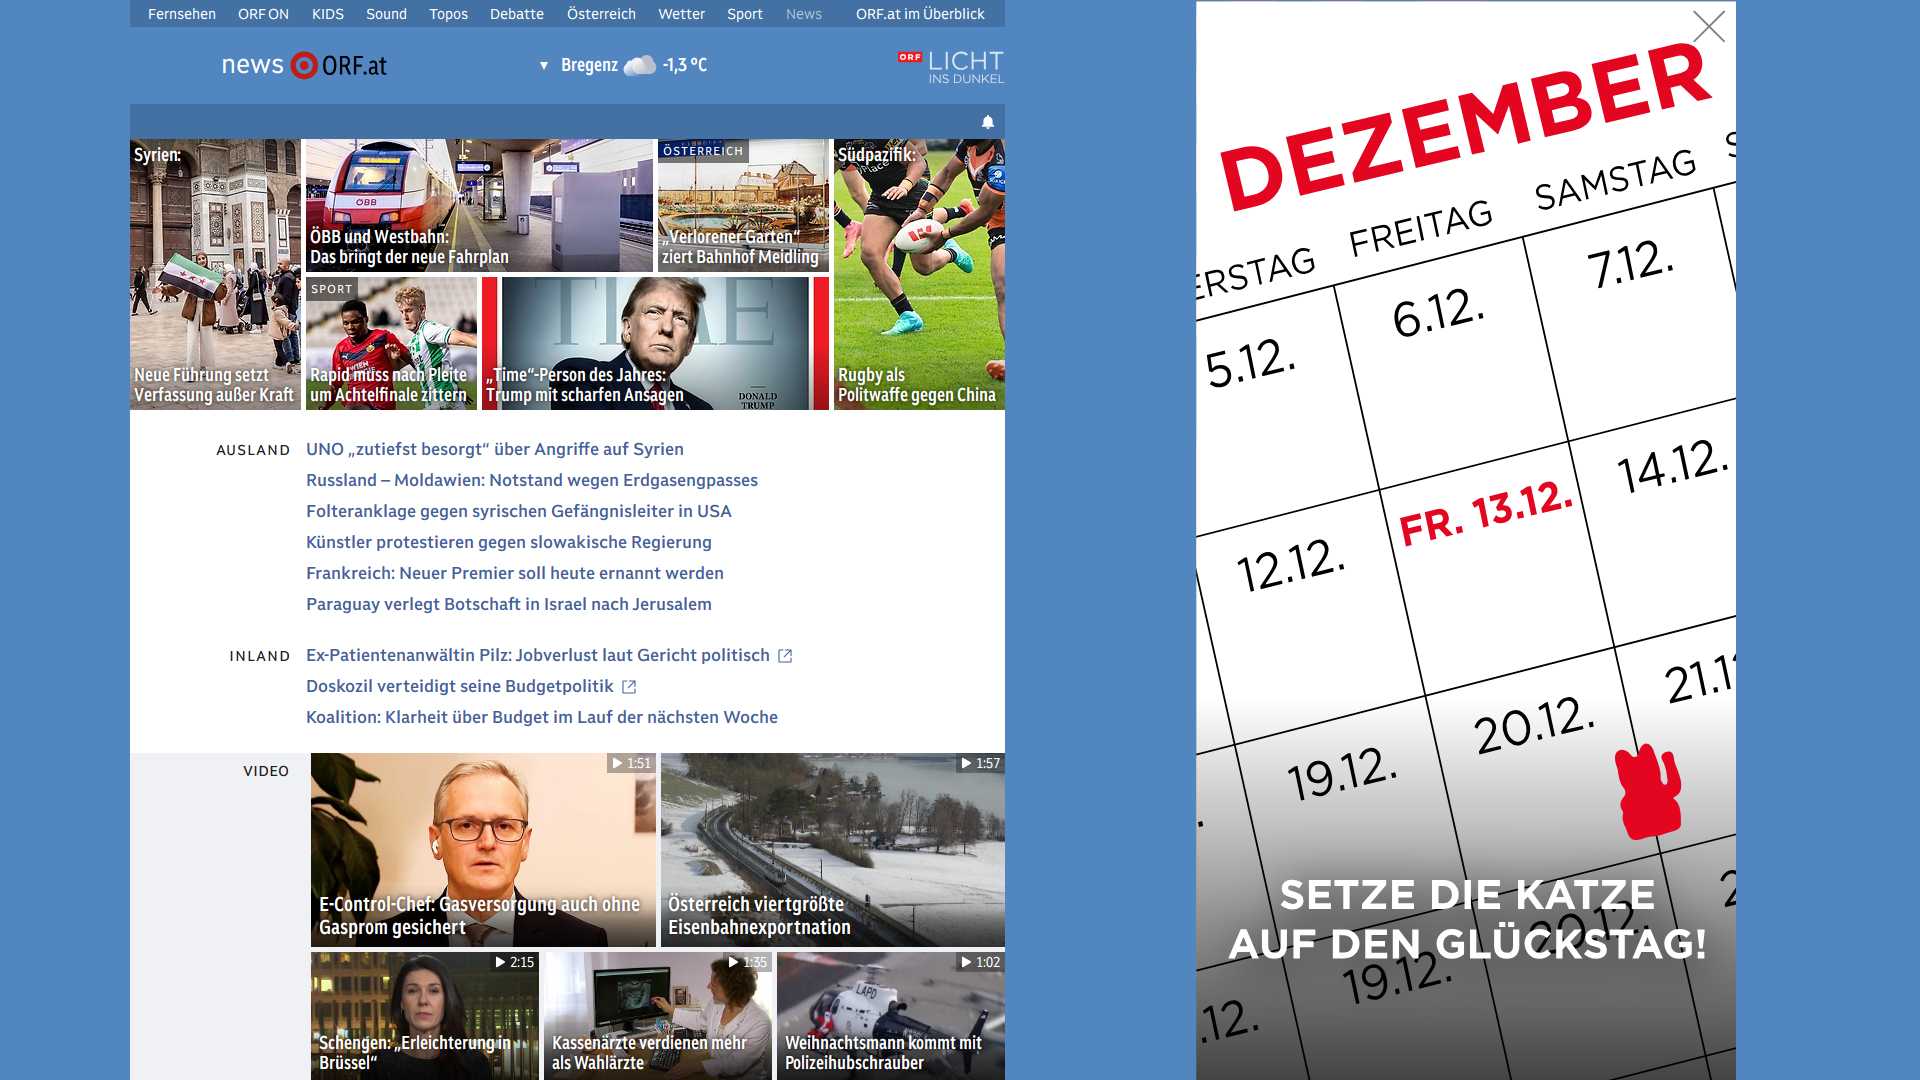 Fernsehen ORF ON KIDS Sound Topos Debatte Österreich Wetter Sport News ORF.at im Überblick
news ORF.at
Bregenz -1,3 °C
ORF LICHT
INS DUNKEL
Syrien:
Neue Führung setzt
Verfassung außer Kraft
ÖBB
ÖBB und Westbahn:
Das bringt der neue Fahrplan
ÖSTERREICH
„Verlorener Garten“
ziert Bahnhof Meidling
Südpazifik:
Rugby als
Politwaffe gegen China
SPORT
Rapid muss nach Pleite
um Achtelfinale zittern
TIME
„Time“-Person des Jahres:
Trump mit scharfen Ansagen
DONALD
TRUMP
AUSLAND
UNO „zutiefst besorgt“ über Angriffe auf Syrien
Russland – Moldawien: Notstand wegen Erdgasengpasses
Folteranklage gegen syrischen Gefängnisleiter in USA
Künstler protestieren gegen slowakische Regierung
Frankreich: Neuer Premier soll heute ernannt werden
Paraguay verlegt Botschaft in Israel nach Jerusalem
INLAND
Ex-Patientenanwältin Pilz: Jobverlust laut Gericht politisch
Doskozil verteidigt seine Budgetpolitik
Koalition: Klarheit über Budget im Lauf der nächsten Woche
VIDEO
1:51
E-Control-Chef: Gasversorgung auch ohne
Gasprom gesichert
1:57
Österreich viertgrößte
Eisenbahnexportnation
2:15
Schengen: „Erleichterung in
Brüssel“
1:35
Kassenärzte verdienen mehr
als Wahlärzte
1:02
LAPD
Weihnachtsmann kommt mit
Polizeihubschrauber
DEZEMBER
ERSTAG FREITAG SAMSTAG S
5.12. 6.12. 7.12.
12.12. FR. 13.12. 14.12.
19.12. 20.12. 21.12
SETZE DIE KATZE
AUF DEN GLÜCKSTAG!
.12. 19.12. 20.12. 2